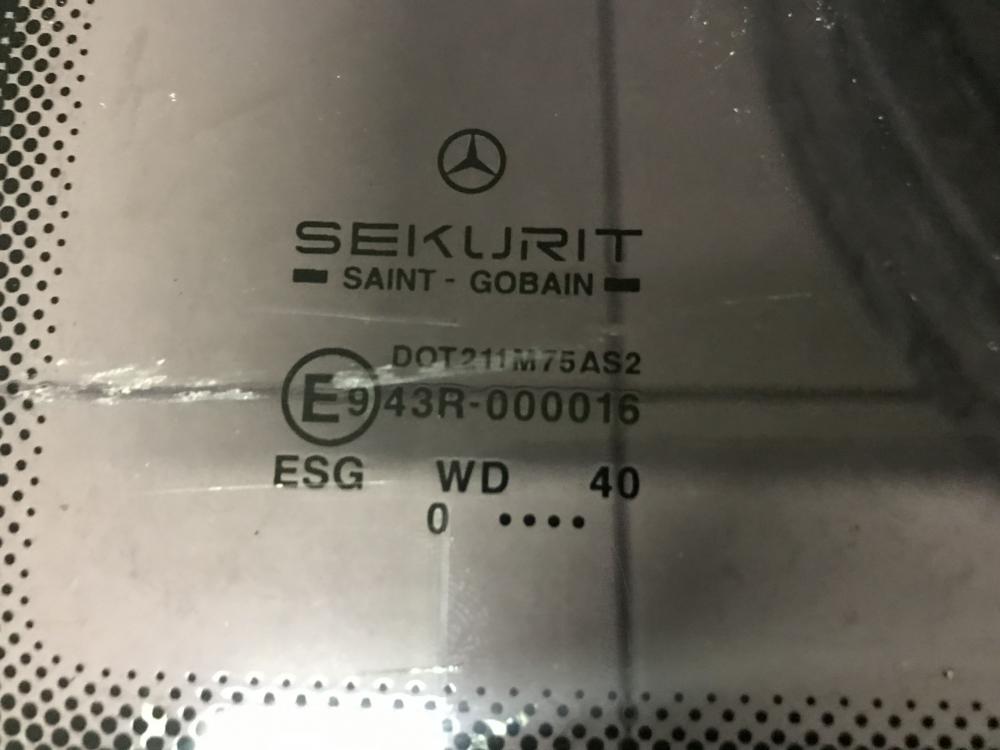 SEKURIT
SAINT - GOBAIN
DOT211M75AS2
E9 43R-000016
ESG WD 40
0 ••••